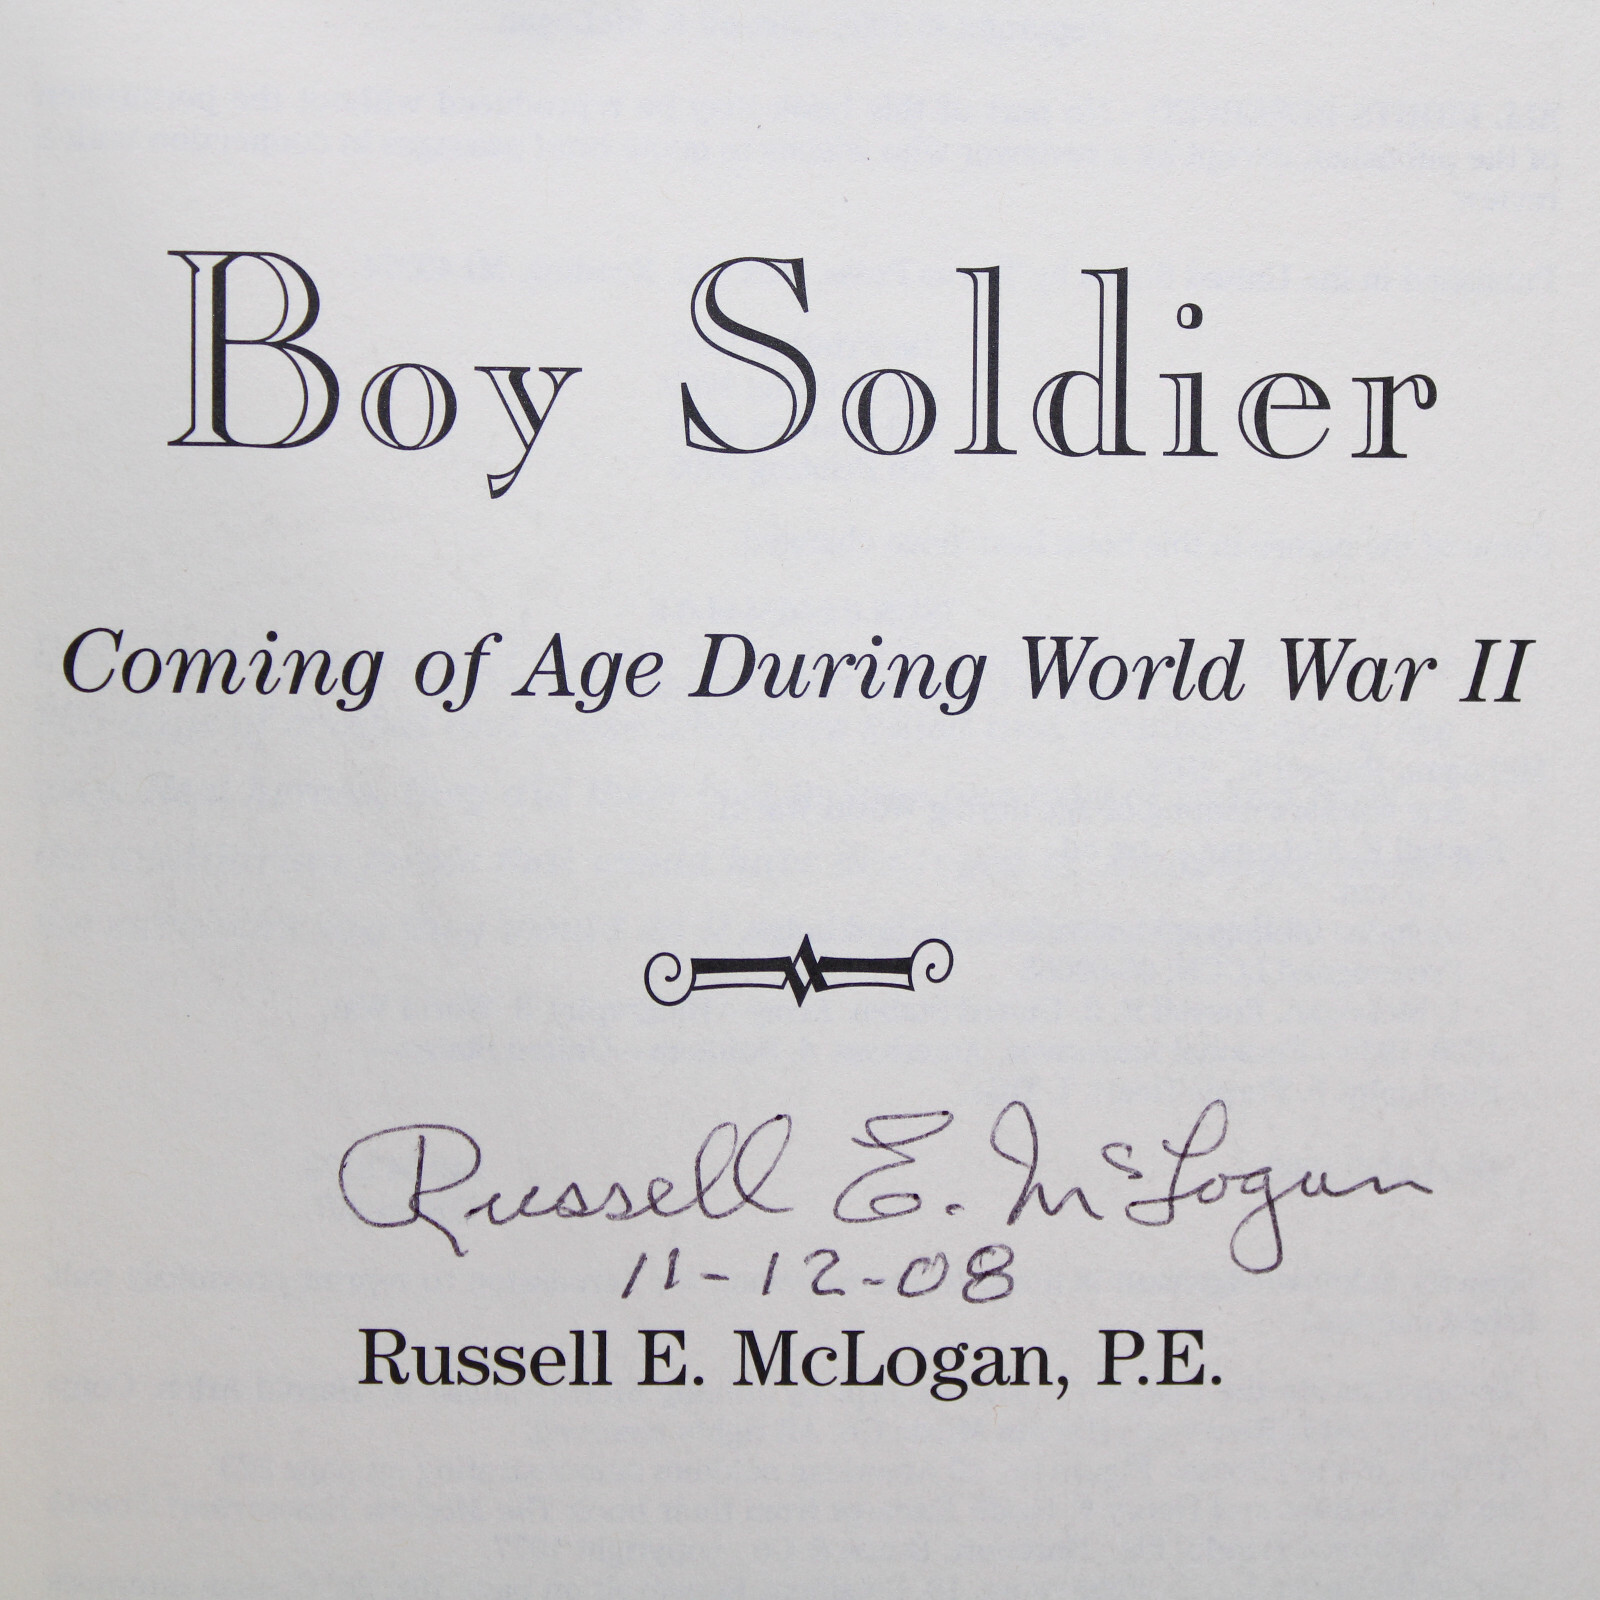 Boy Soldier
Coming of Age During World War II
Russell E. McLogan
11-12-08
Russell E. McLogan, P.E.